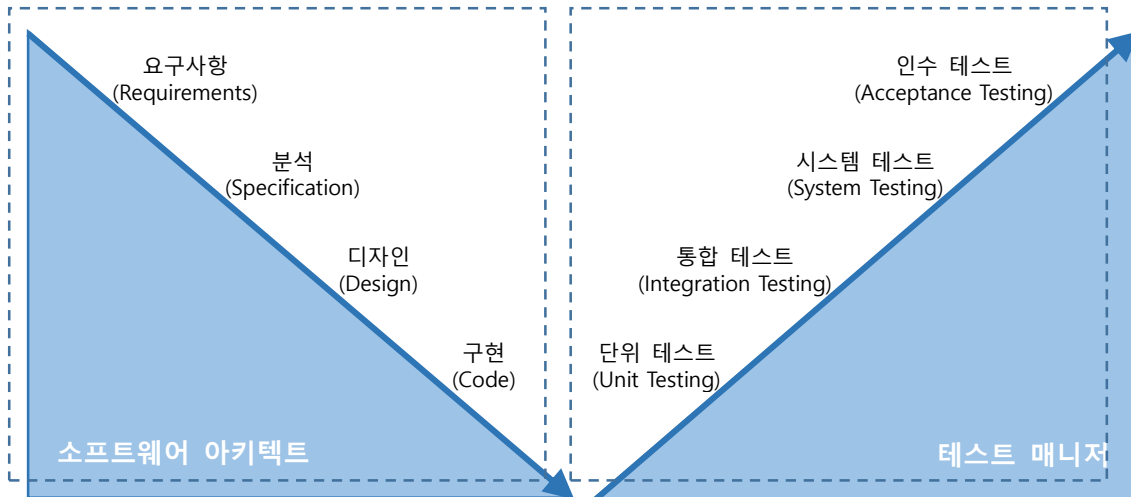 요구사항
(Requirements)
분석
(Specification)
디자인
(Design)
구현
(Code)
소프트웨어 아키텍트
인수 테스트
(Acceptance Testing)
시스템 테스트
(System Testing)
통합 테스트
(Integration Testing)
단위 테스트
(Unit Testing)
테스트 매니저